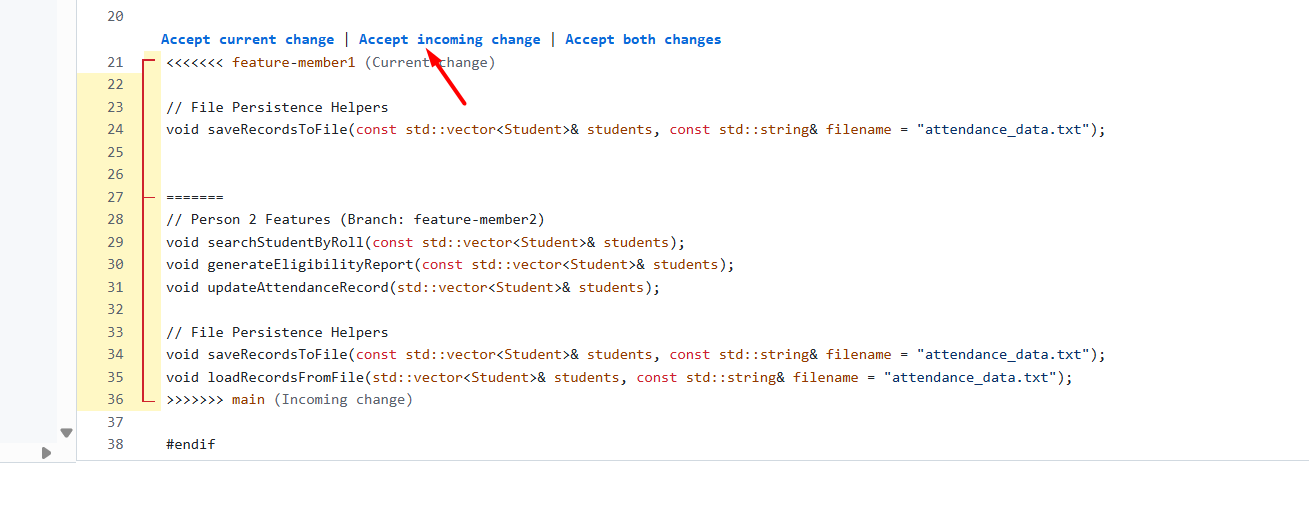 20
Accept current change | Accept incoming change | Accept both changes
21 <<<<<<< feature-member1 (Current change)
22
23 // File Persistence Helpers
24 void saveRecordsToFile(const std::vector<Student>& students, const std::string& filename = "attendance_data.txt");
25
26
27 =======
28 // Person 2 Features (Branch: feature-member2)
29 void searchStudentByRoll(const std::vector<Student>& students);
30 void generateEligibilityReport(const std::vector<Student>& students);
31 void updateAttendanceRecord(std::vector<Student>& students);
32
33 // File Persistence Helpers
34 void saveRecordsToFile(const std::vector<Student>& students, const std::string& filename = "attendance_data.txt");
35 void loadRecordsFromFile(std::vector<Student>& students, const std::string& filename = "attendance_data.txt");
36 >>>>>>> main (Incoming change)
37
38 #endif